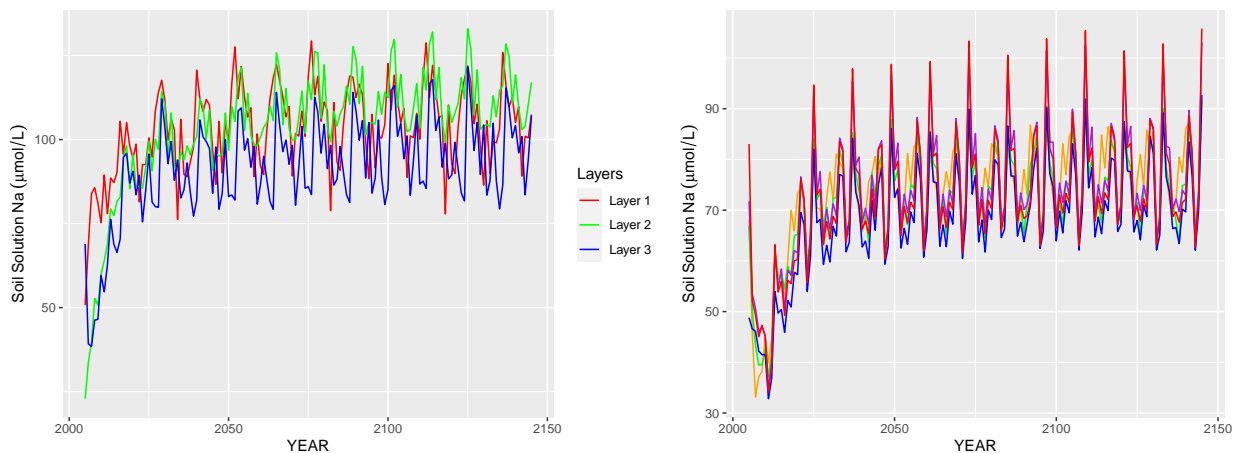 Soil Solution Na (µmol/L)
100
50
2000
2050
2100
2150
YEAR
Layers
Layer 1
Layer 2
Layer 3
Soil Solution Na (µmol/L)
90
70
50
30
2000
2050
2100
2150
YEAR